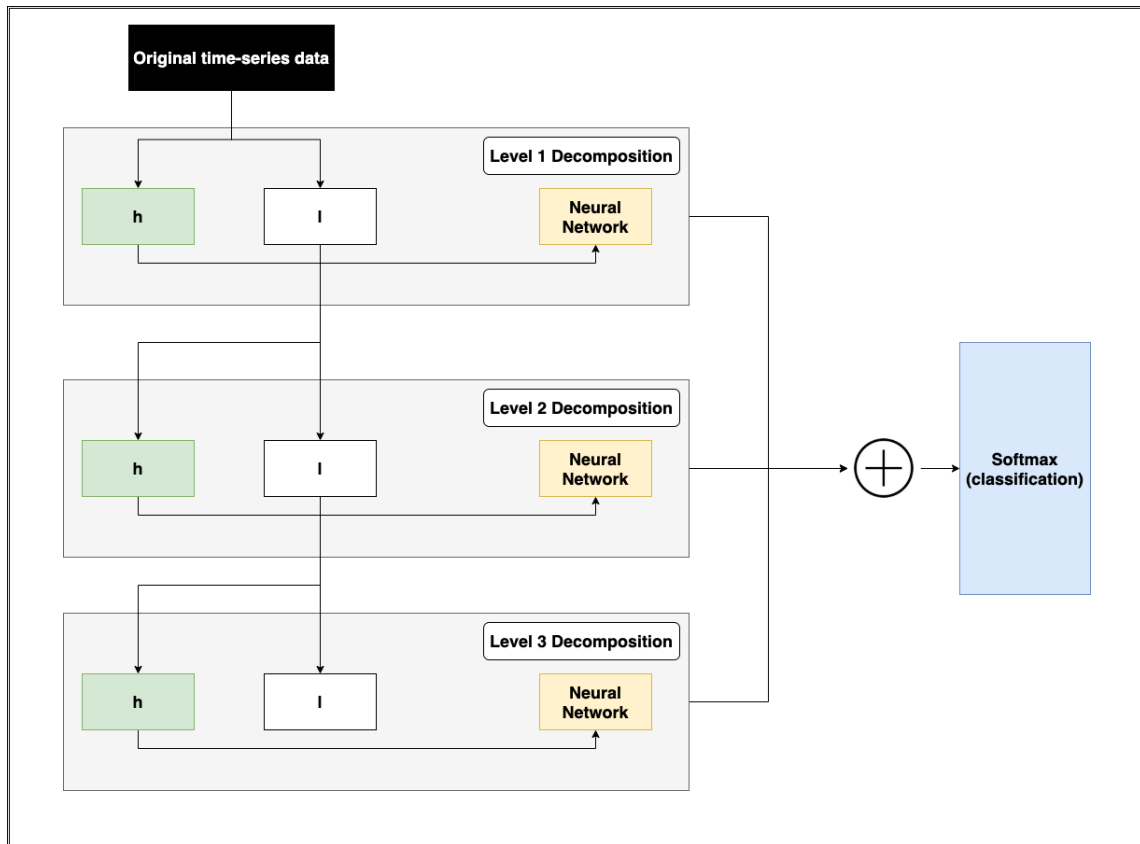 Original time-series data
Level 1 Decomposition
h
l
Neural
Network
Level 2 Decomposition
h
l
Neural
Network
Softmax
(classification)
Level 3 Decomposition
h
l
Neural
Network